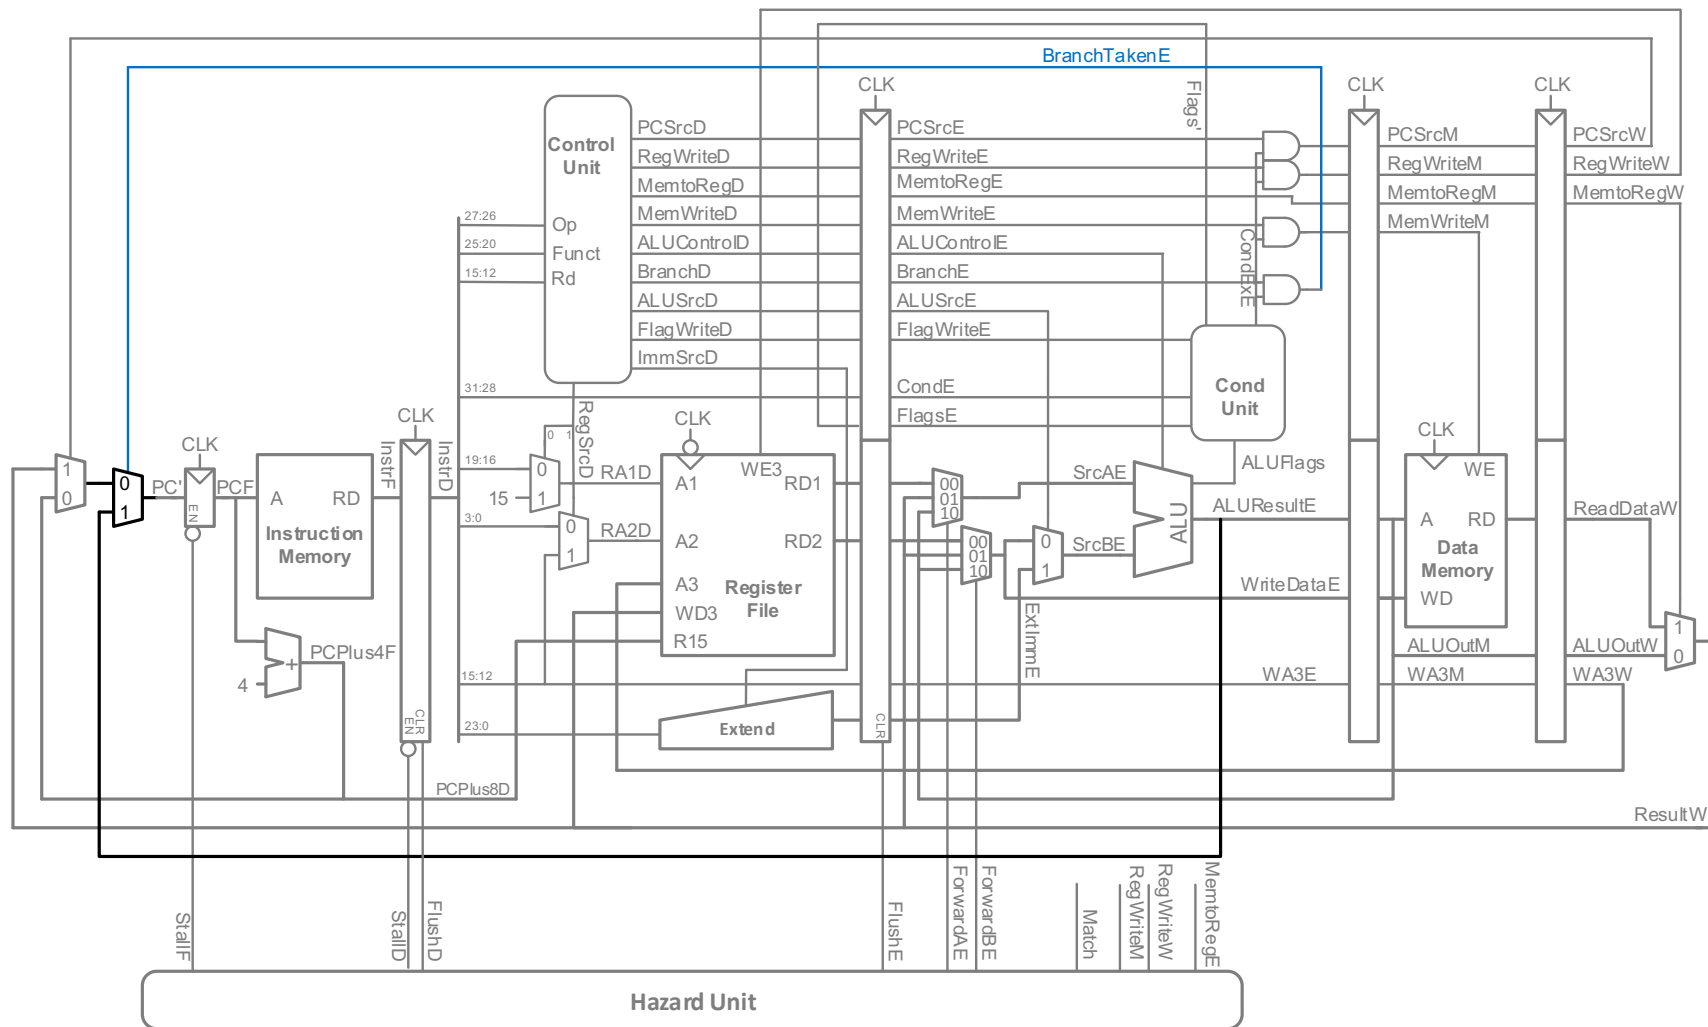 BranchTakenE
CLK
CLK
CLK
Flags'
Control
Unit
Op
Funct
Rd
27:26
25:20
15:12
PCSrcD
RegWriteD
MemtoRegD
MemWriteD
ALUControlD
BranchD
ALUSrcD
FlagWriteD
ImmSrcD
PCSrcE
RegWriteE
MemtoRegE
MemWriteE
ALUControlE
BranchE
ALUSrcE
FlagWriteE
CondE
FlagsE
CondExE
Cond
Unit
PCSrcM
RegWriteM
MemtoRegM
MemWriteM
PCSrcW
RegWriteW
MemtoRegW
31:28
RegSrcD
0 1
CLK
CLK
CLK
CLK
1
0
0
1
PC'
EN
PCF
A
RD
Instruction
Memory
InstrF
InstrD
19:16
15
3:0
0
1
0
1
RA1D
RA2D
A1
A2
A3
WD3
R15
WE3
RD1
RD2
Register
File
00
01
10
00
01
10
0
1
SrcAE
SrcBE
ALU
ALUFlags
ALUResultE
WriteDataE
A
RD
WE
WD
Data
Memory
ReadDataW
1
0
ALUOutM
ALUOutW
WA3E
WA3M
WA3W
ExtImmE
PCPlus4F
+
4
EN
CLR
15:12
23:0
Extend
CLR
PCPlus8D
ResultW
StallF
StallD
FlushD
FlushE
ForwardAE
ForwardBE
Match
RegWriteM
RegWriteW
MemtoRegE
Hazard Unit